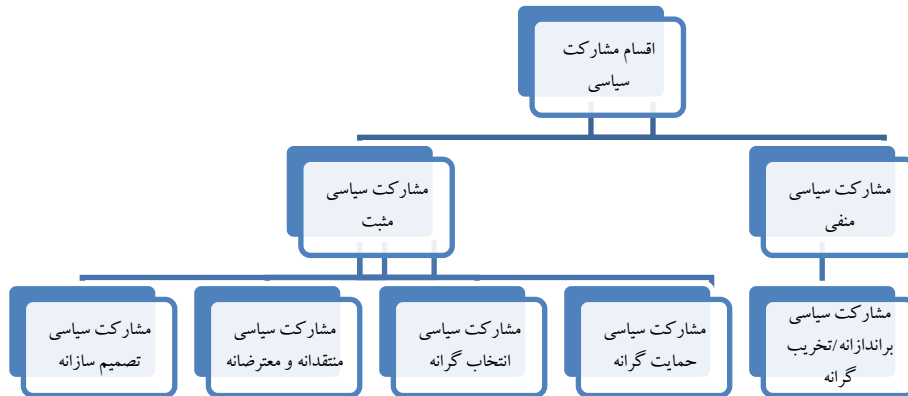 اقسام مشارکت
سیاسی
مشارکت سیاسی
منفی
مشارکت سیاسی
مثبت
مشارکت سیاسی
براندازانه/تخریب
گرانه
مشارکت سیاسی
حمایت گرانه
مشارکت سیاسی
انتخاب گرانه
مشارکت سیاسی
منتقدانه و معترضانه
مشارکت سیاسی
تصمیم سازانه